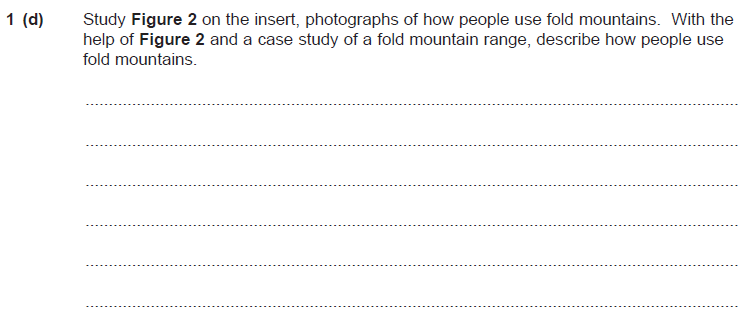 1 (d) Study Figure 2 on the insert, photographs of how people use fold mountains. With the
help of Figure 2 and a case study of a fold mountain range, describe how people use
fold mountains.